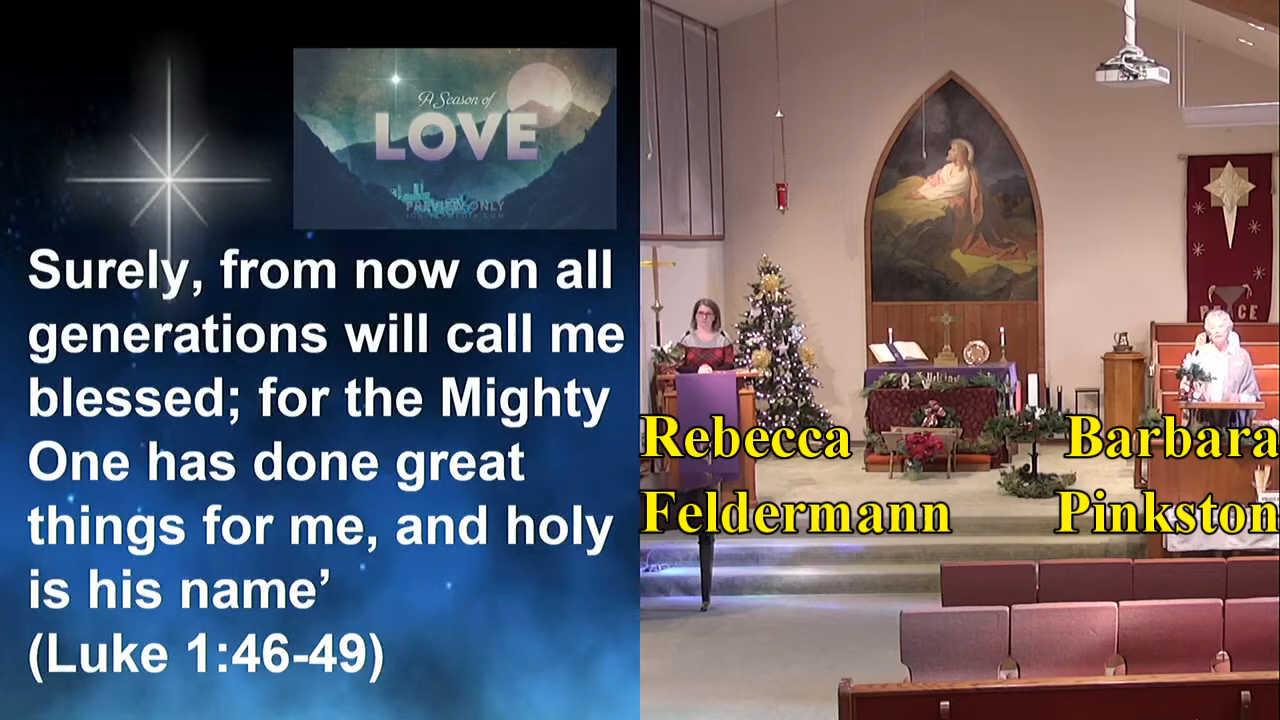 A Season of
LOVE
PREVIEW ONLY
Surely, from now on all
generations will call me
blessed; for the Mighty
One has done great
things for me, and holy
is his name’
(Luke 1:46-49)
PEACE
Rebecca
Feldermann
Barbara
Pinkston